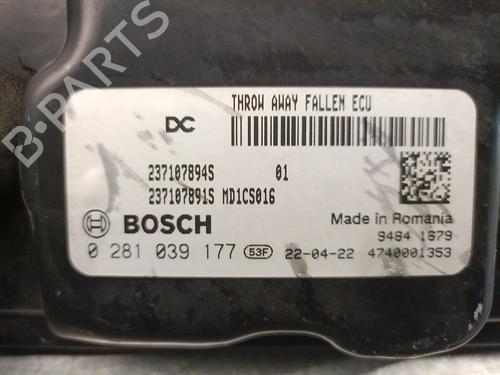 THROW AWAY FALLEN ECU
DC
237107894S 01
237107891S MD1CS016
BOSCH
Made in Romania
9484 1879
0 281 039 177 53F 22-04-22 4740001353
B-PARTS